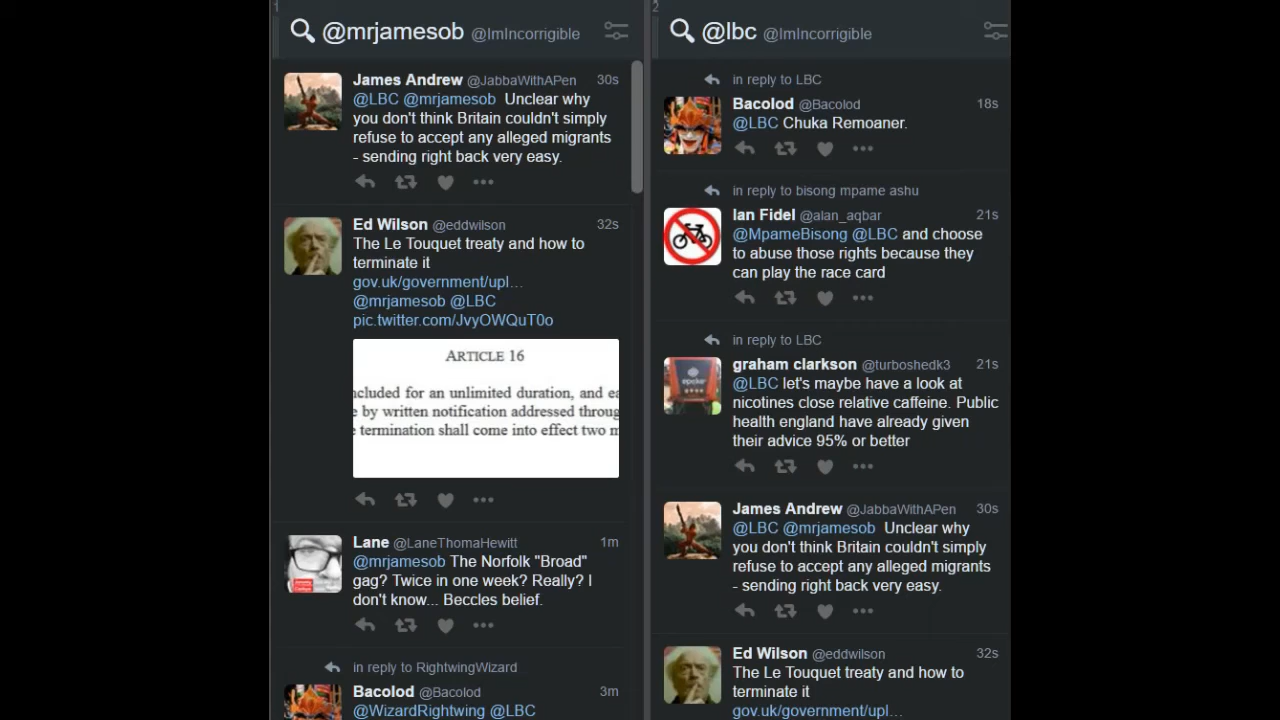 1
@mrjamesob @ImIncorrigible
James Andrew @JabbaWithAPen 30s
@LBC @mrjamesob Unclear why
you don't think Britain couldn't simply
refuse to accept any alleged migrants
- sending right back very easy.
Ed Wilson @eddwilson 32s
The Le Touquet treaty and how to
terminate it
gov.uk/government/upl…
@mrjamesob @LBC
pic.twitter.com/JvyOWQuT0o
ARTICLE 16
ncluded for an unlimited duration, and ea
e by written notification addressed throug
e termination shall come into effect two m
Lane @LaneThomaHewitt 1m
@mrjamesob The Norfolk "Broad"
gag? Twice in one week? Really? I
don't know... Beccles belief.
in reply to RightwingWizard
Bacolod @Bacolod 3m
@WizardRightwing @LBC
2
@lbc @ImIncorrigible
in reply to LBC
Bacolod @Bacolod 18s
@LBC Chuka Remoaner.
in reply to bisong mpame ashu
Ian Fidel @alan_aqbar 21s
@MpameBisong @LBC and choose
to abuse those rights because they
can play the race card
in reply to LBC
graham clarkson @turboshedk3 21s
@LBC let's maybe have a look at
nicotines close relative caffeine. Public
health england have already given
their advice 95% or better
James Andrew @JabbaWithAPen 30s
@LBC @mrjamesob Unclear why
you don't think Britain couldn't simply
refuse to accept any alleged migrants
- sending right back very easy.
Ed Wilson @eddwilson 32s
The Le Touquet treaty and how to
terminate it
gov.uk/government/upl…